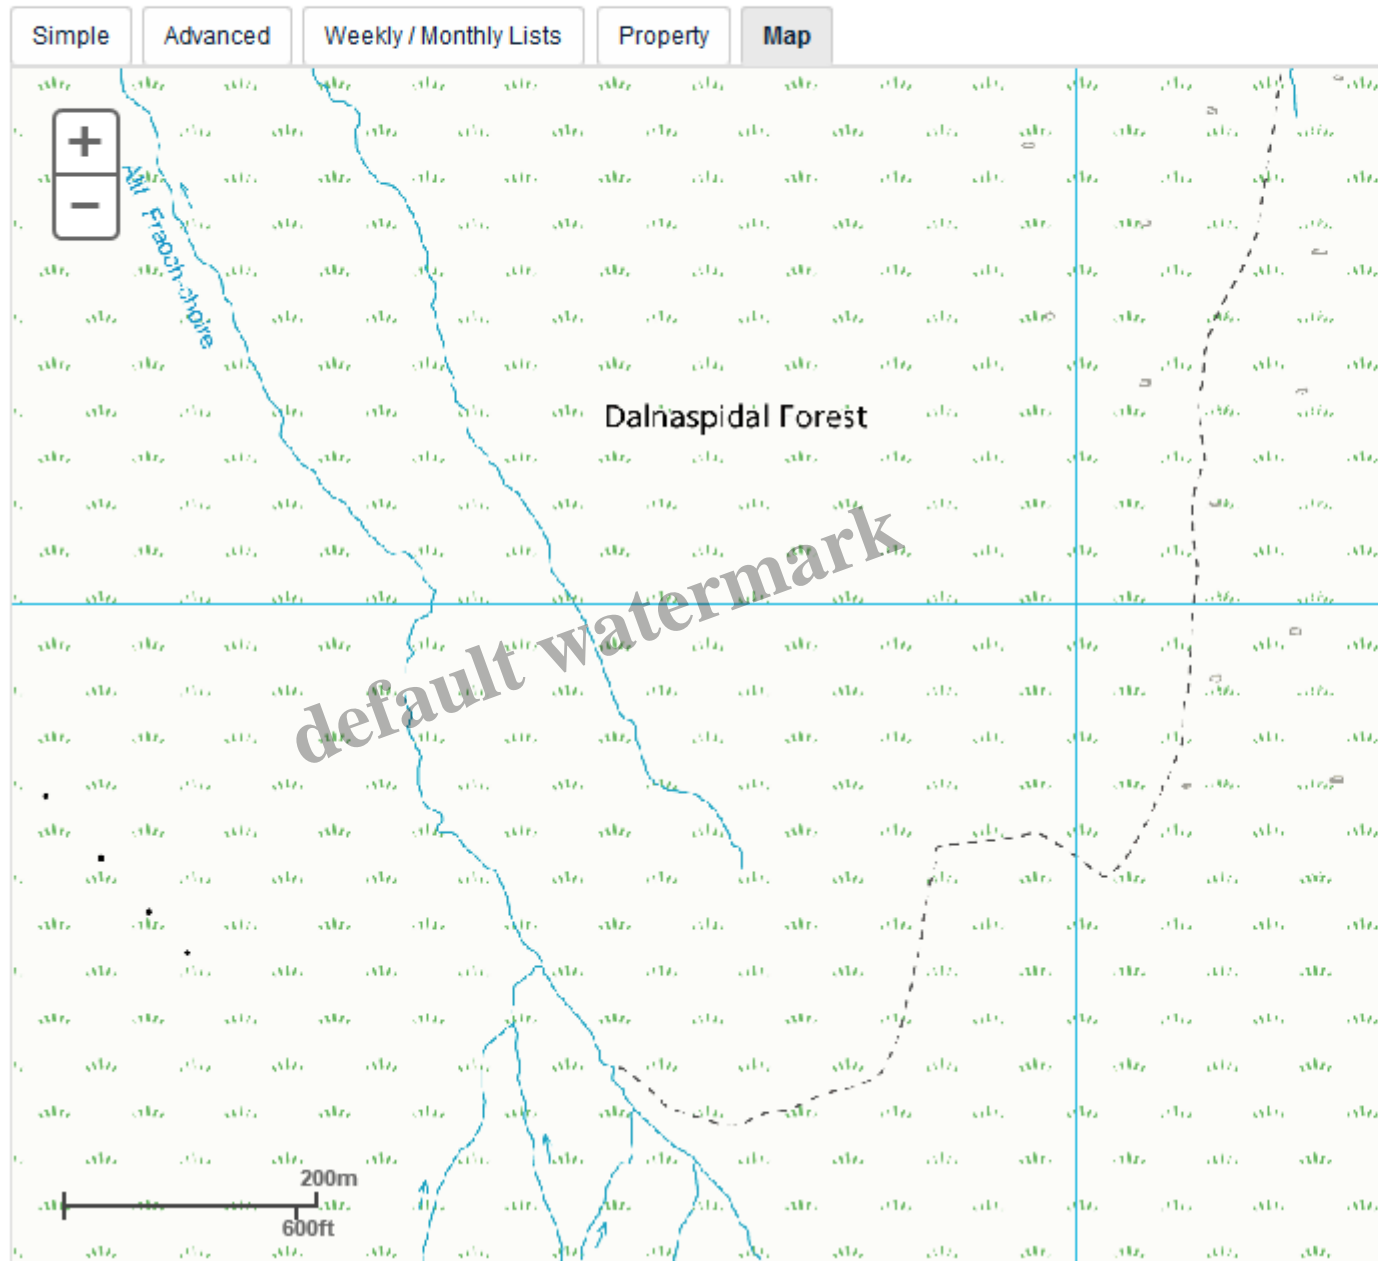 Simple
Advanced
Weekly / Monthly Lists
Property
Map
+
−
Allt Fraoch-choire
Dalnaspidal Forest
default watermark
200m
600ft